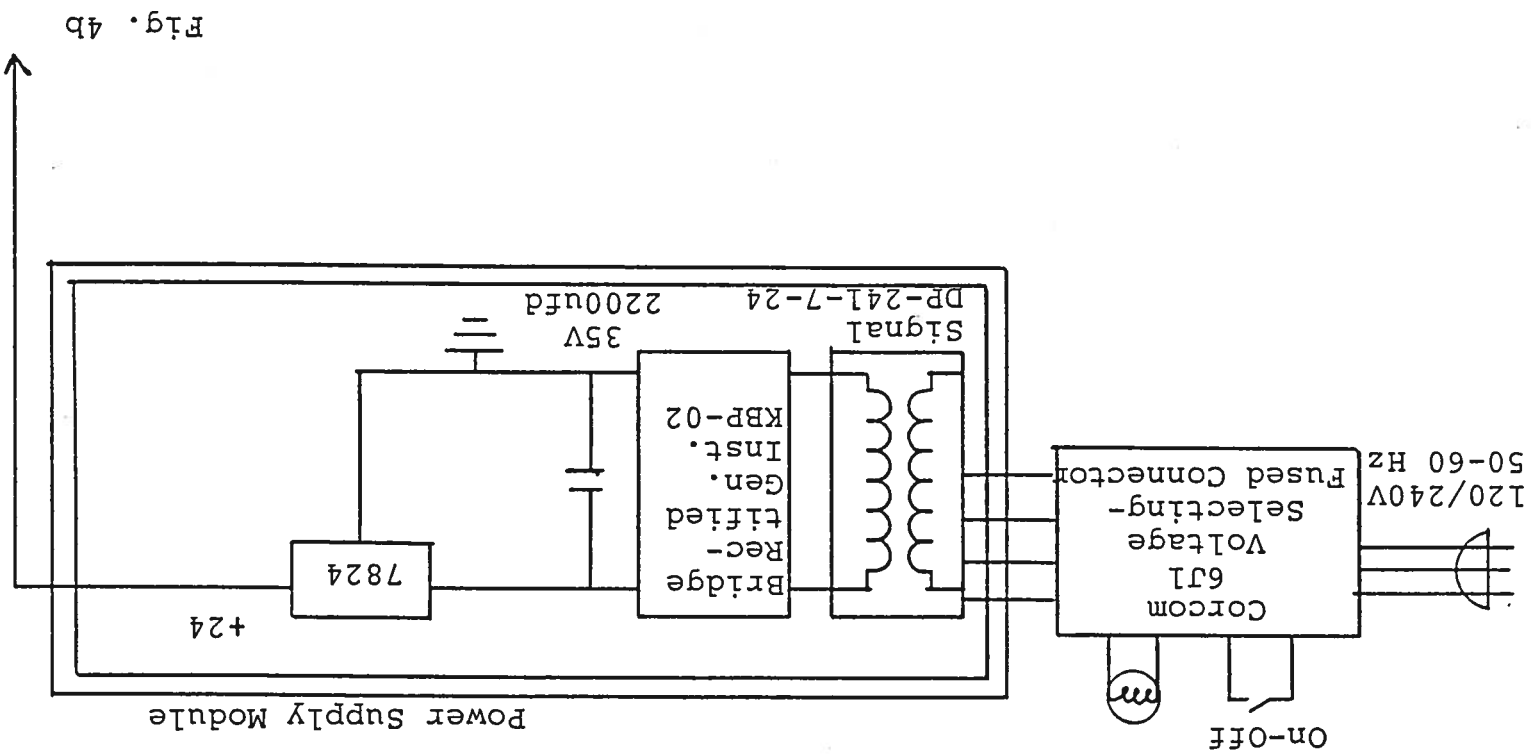 On-Off
Power Supply Module
120/240V
50-60 Hz
Corcom
6J1
Voltage
Selecting-
Fused Connector
Bridge
Rec-
tified
Gen.
Inst.
KBP-02
Signal
DP-241-7-24
+24
7824
35V
2200ufd
Fig. 4b